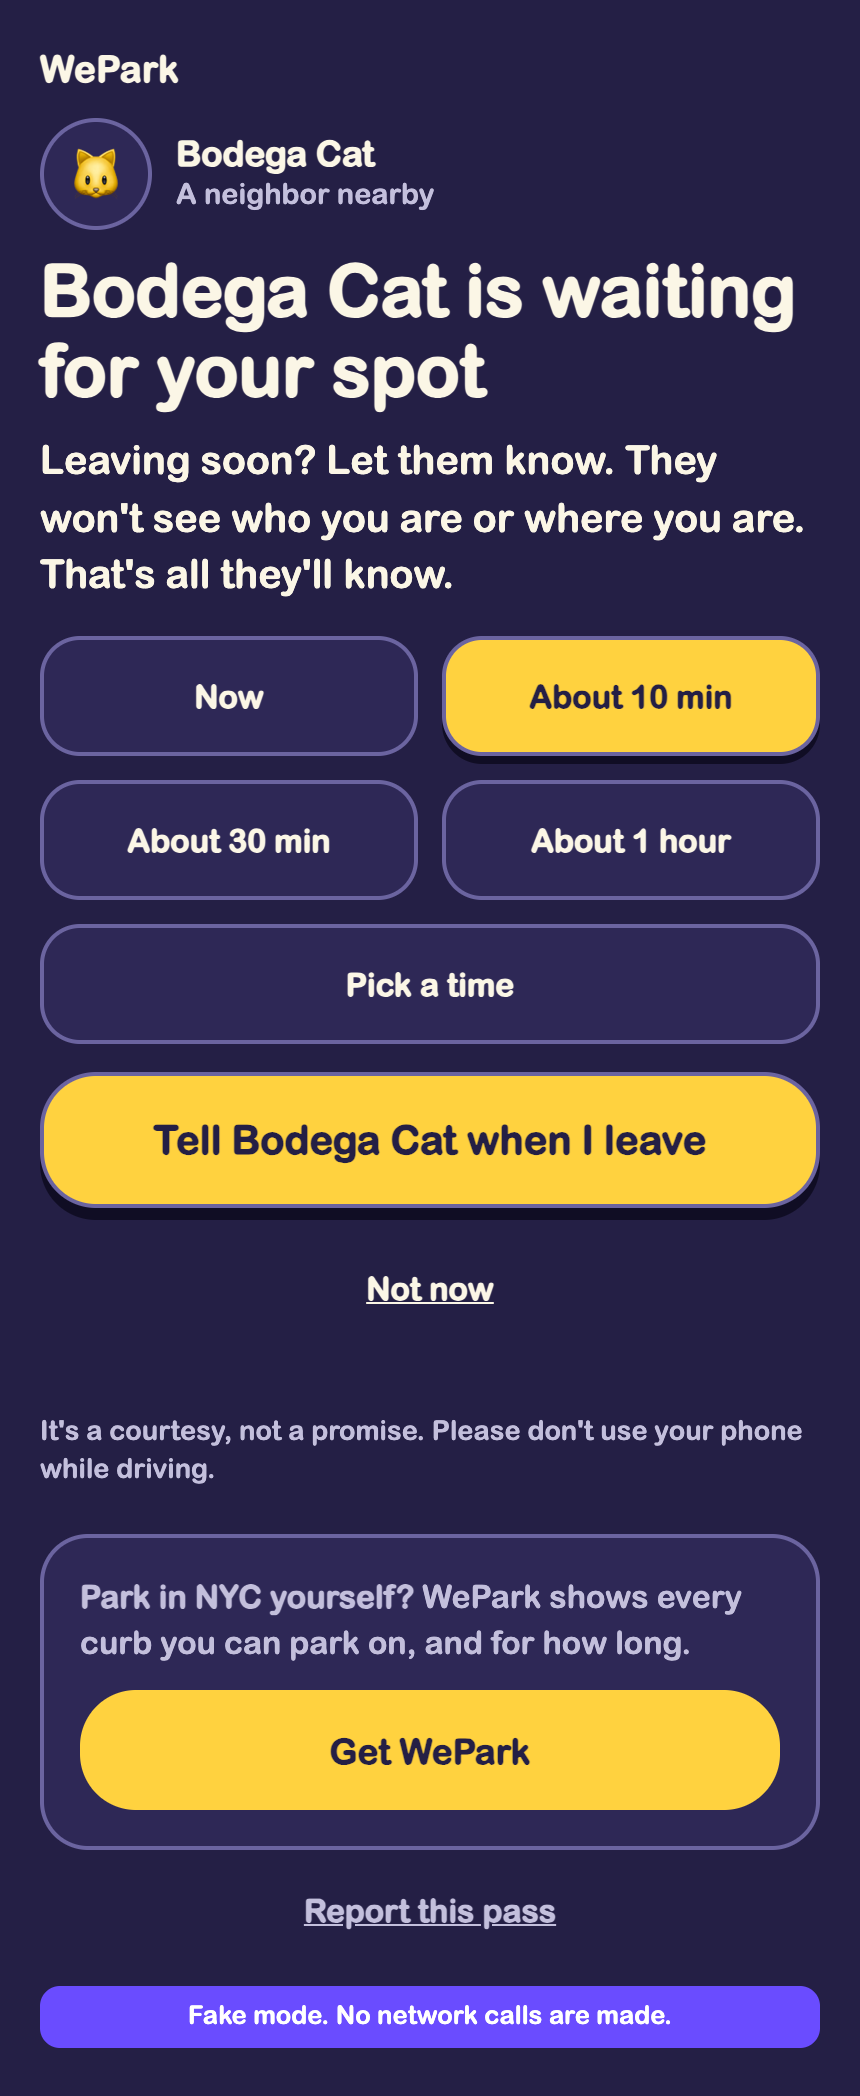 WePark
Bodega Cat
A neighbor nearby
Bodega Cat is waiting
for your spot
Leaving soon? Let them know. They
won't see who you are or where you are.
That's all they'll know.
Now
About 10 min
About 30 min
About 1 hour
Pick a time
Tell Bodega Cat when I leave
Not now
It's a courtesy, not a promise. Please don't use your phone
while driving.
Park in NYC yourself? WePark shows every
curb you can park on, and for how long.
Get WePark
Report this pass
Fake mode. No network calls are made.